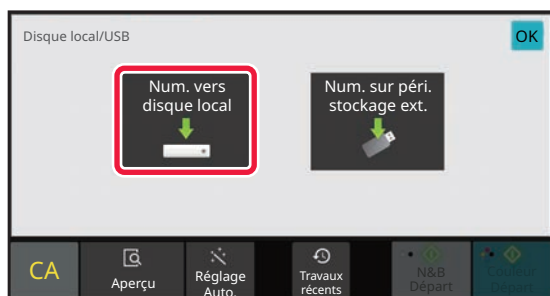 Disque local/USB
OK
Num. vers
disque local
Num. sur péri.
stockage ext.
CA
Aperçu
Réglage
Auto.
Travaux
récents
N&B
Départ
Couleur
Départ